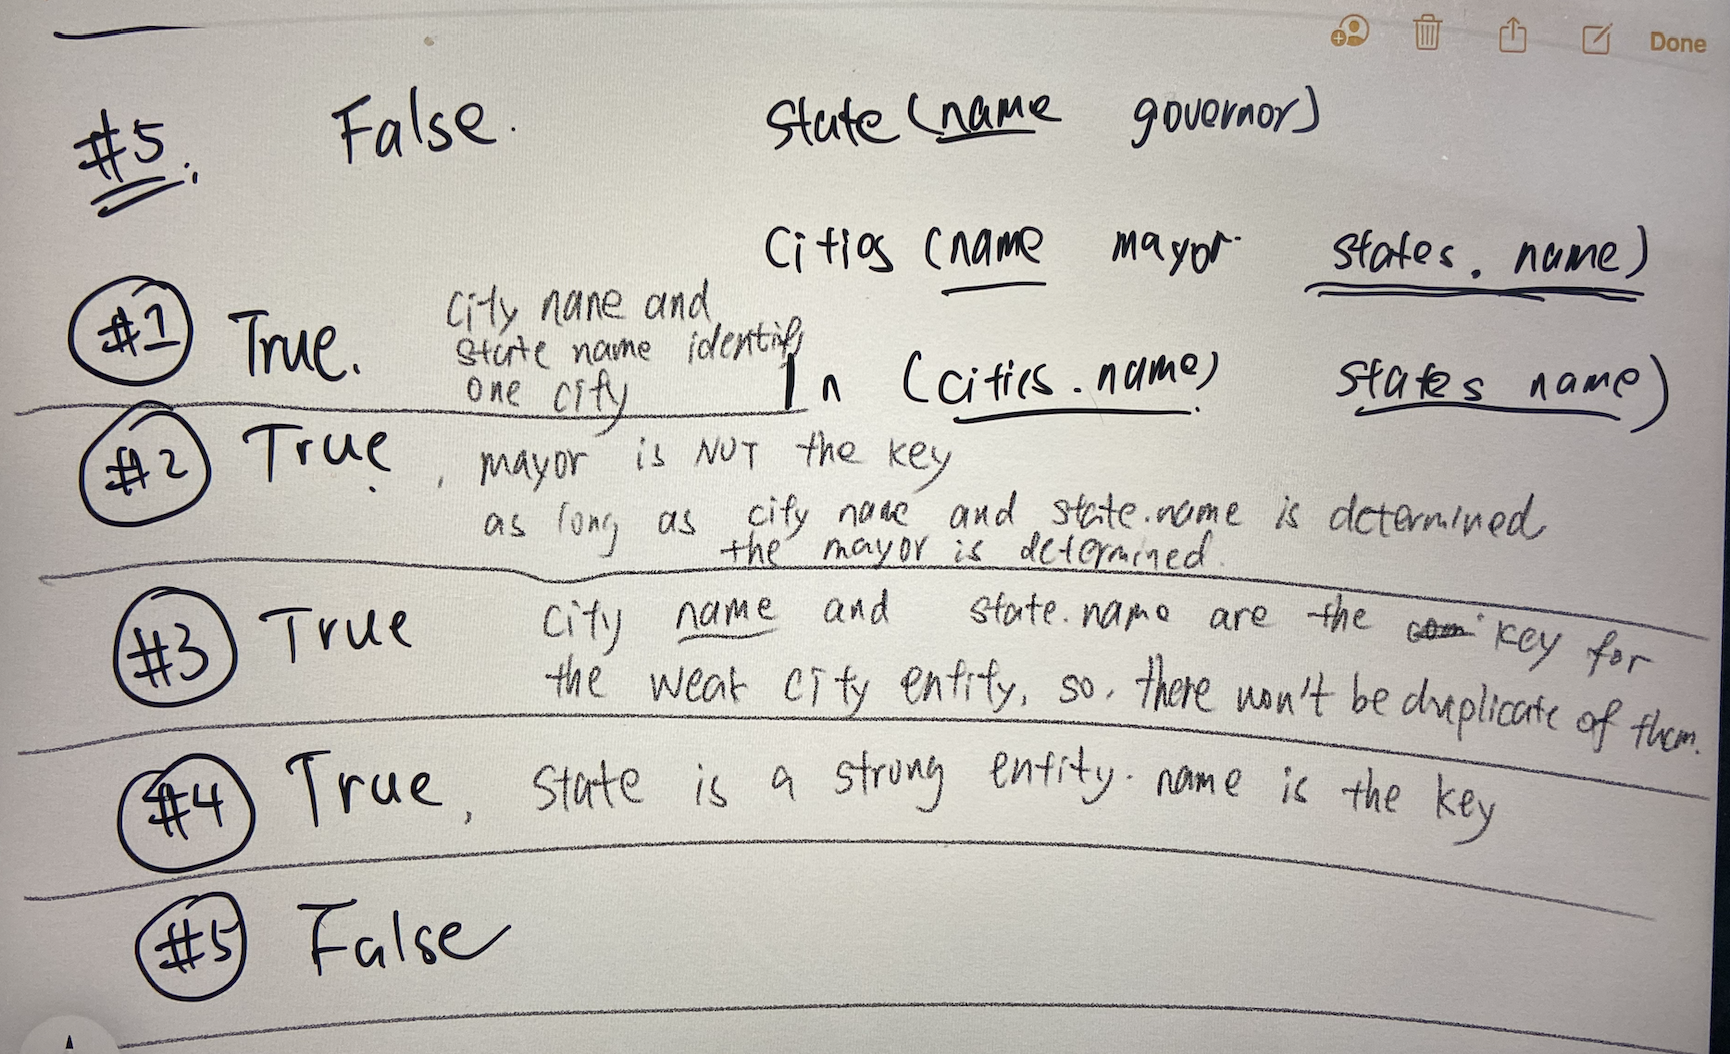 Done
#5. False. State (name governor)
Cities (name mayor states. name)
#1 True. City name and
state name identify
one city
In (cities. name) states name)
#2 True, mayor is NOT the key
as long as city name and state.name is determined
the mayor is determined.
#3 True city name and state. name are the key for
the weak city entity, so, there won't be duplicate of them.
#4 True, state is a strong entity. name is the key
#5 False